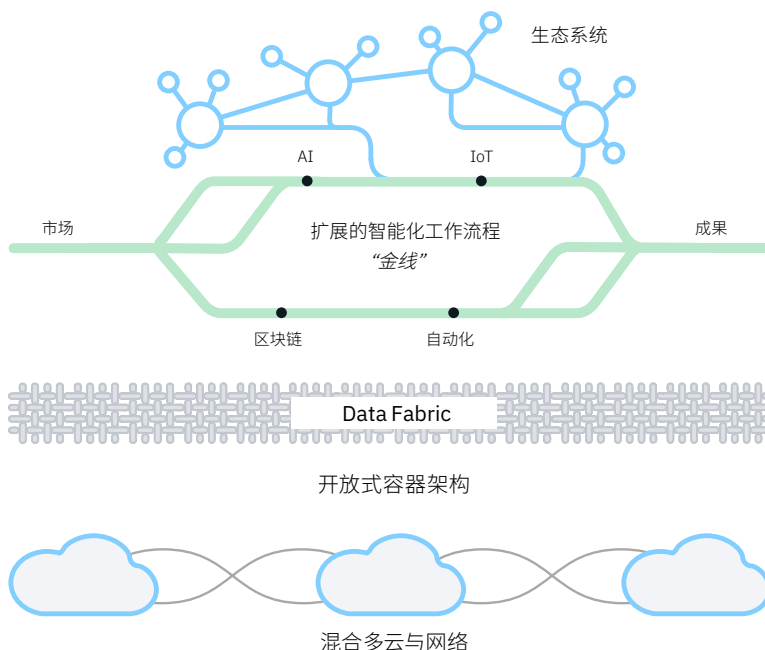 生态系统
AI
IoT
市场
成果
扩展的智能化工作流程
“金线”
区块链
自动化
Data Fabric
开放式容器架构
混合多云与网络